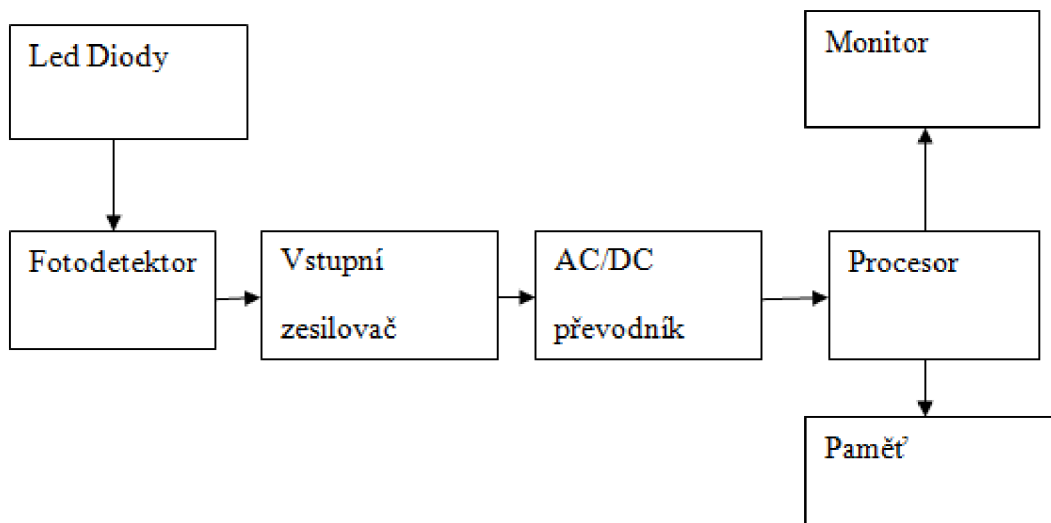 Led Diody
Monitor
Fotodetektor
Vstupní
zesilovač
AC/DC
převodník
Procesor
Paměť